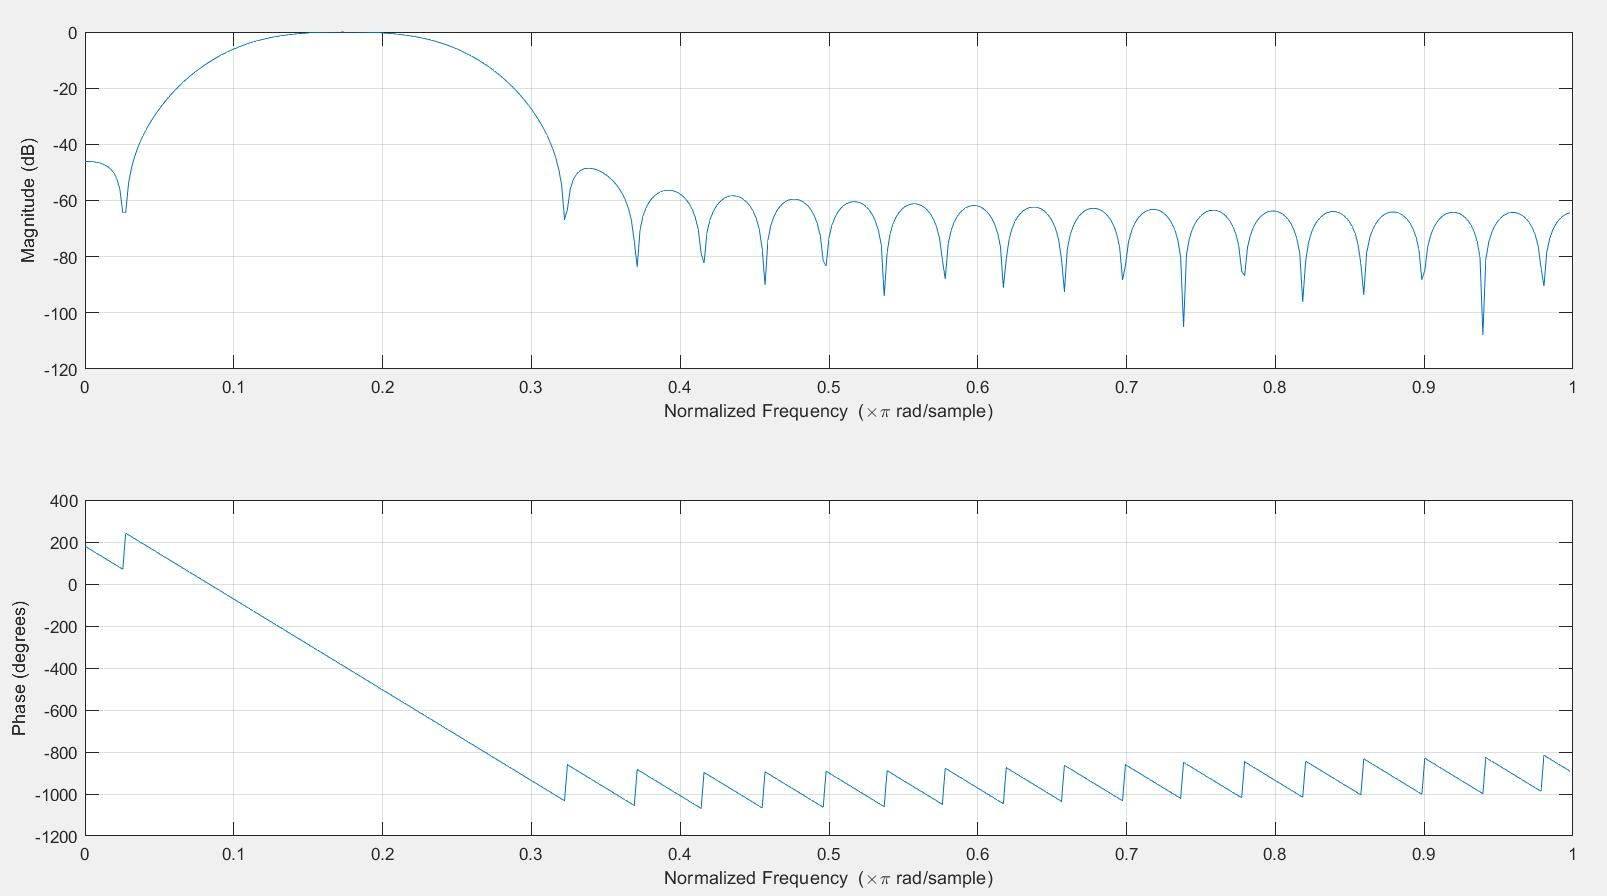 0
-20
-40
-60
-80
-100
-120
Magnitude (dB)
0 0.1 0.2 0.3 0.4 0.5 0.6 0.7 0.8 0.9 1
Normalized Frequency (×π rad/sample)
400
200
0
-200
-400
-600
-800
-1000
-1200
Phase (degrees)
0 0.1 0.2 0.3 0.4 0.5 0.6 0.7 0.8 0.9 1
Normalized Frequency (×π rad/sample)